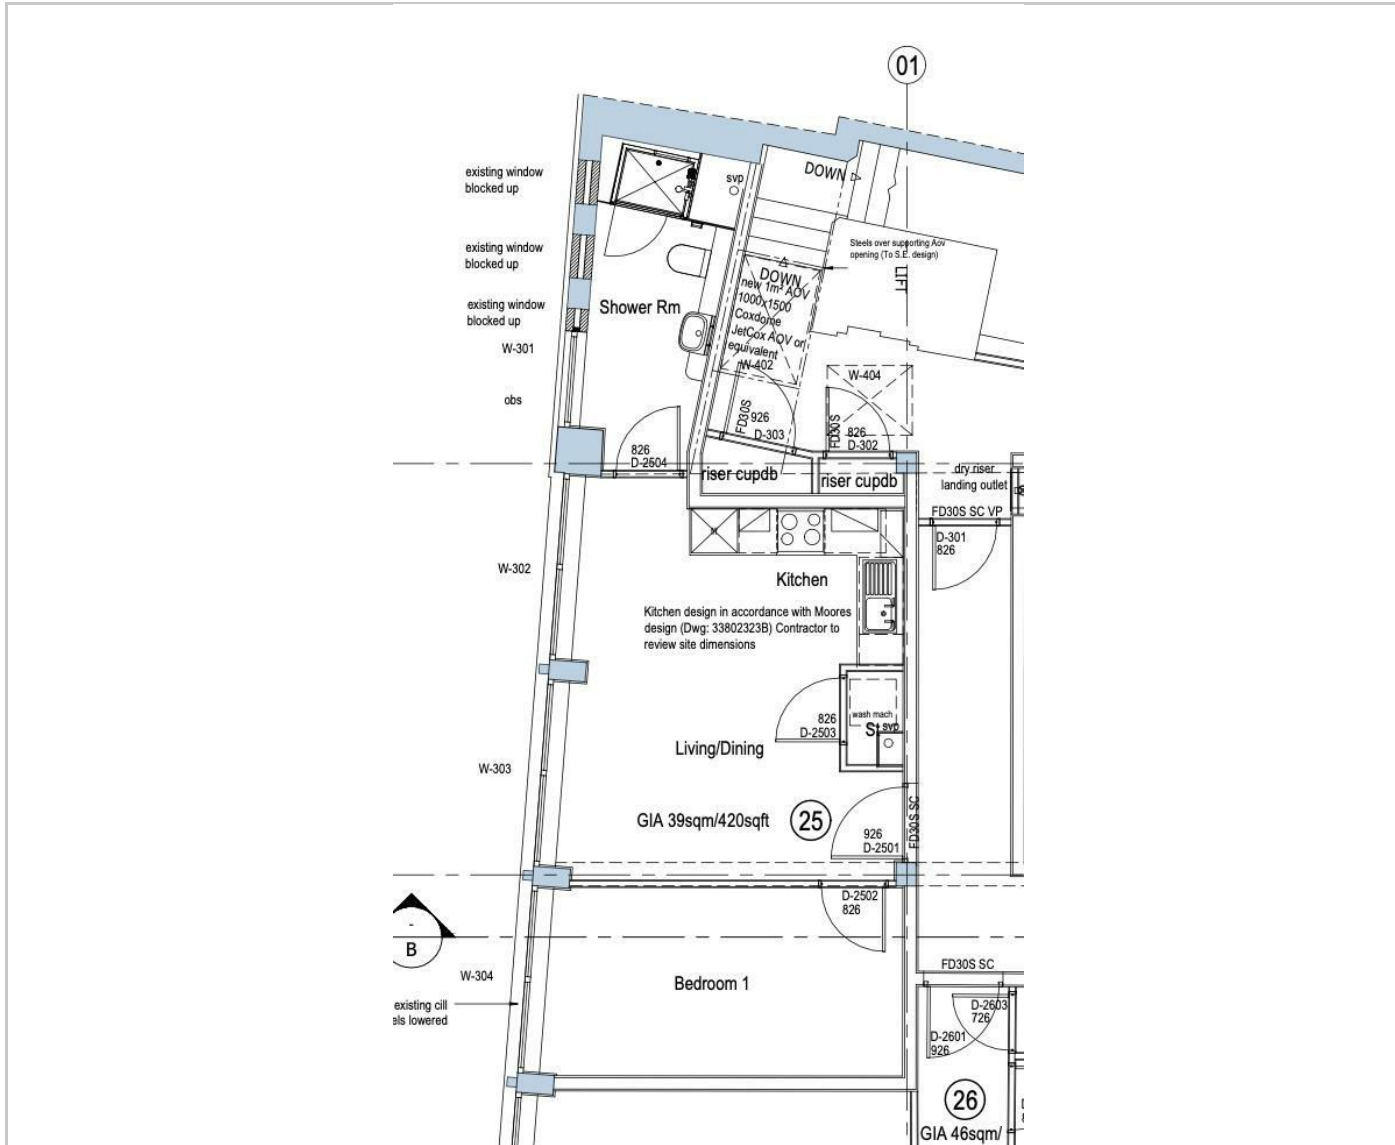 01
existing window
blocked up
existing window
blocked up
existing window
blocked up
W-301
obs
DOWN
svp
Steels over supporting Aov
opening (To S.E. design)
LIFT
DOWN
new 1m² AOV
1000x1500
Coxdome
JetCox AOV or
equivalent
W-402
Shower Rm
W-404
FD30S
926
D-303
FD30S
826
D-302
826
D-2504
riser cupdb
riser cupdb
dry riser
landing outlet
FD30S SC VP
D-301
826
W-302
Kitchen
Kitchen design in accordance with Moores
design (Dwg: 33802323B) Contractor to
review site dimensions
826
D-2503
wash mach
St
svp
Living/Dining
W-303
GIA 39sqm/420sqft
25
926
D-2501
FD30S SC
D-2502
826
-
B
FD30S SC
W-304
Bedroom 1
existing cill
els lowered
D-2603
726
D-2601
926
26
GIA 46sqm/